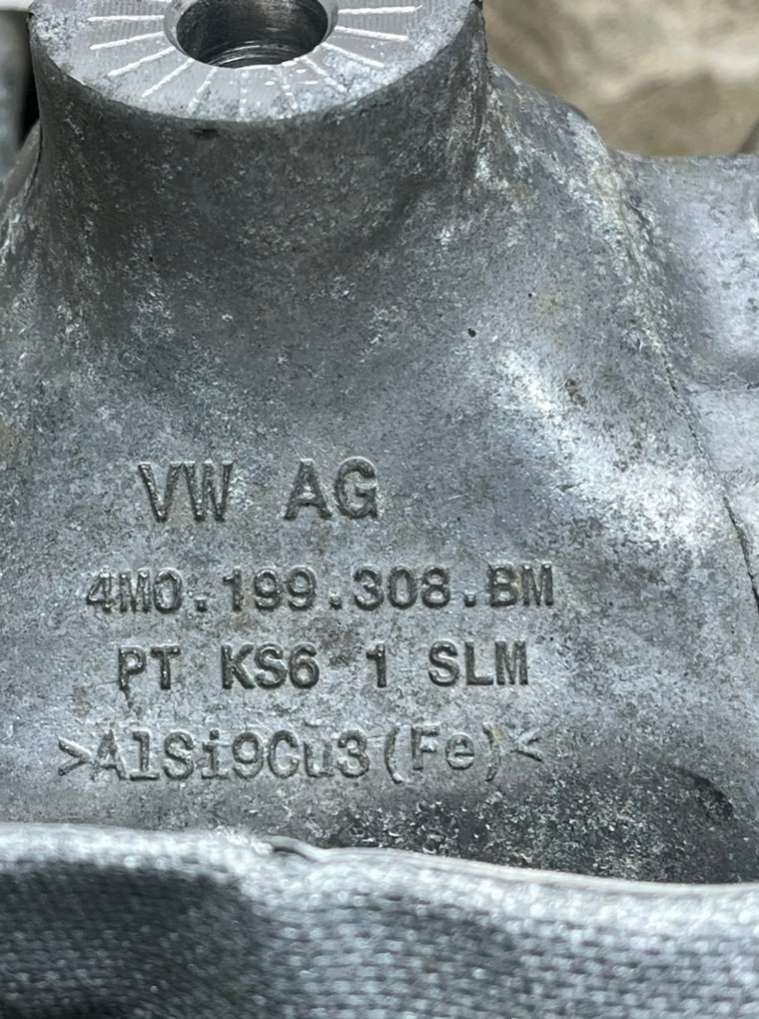 VW AG
4M0.199.308.BM
PT KS6 1 SLM
>AlSi9Cu3(Fe)<